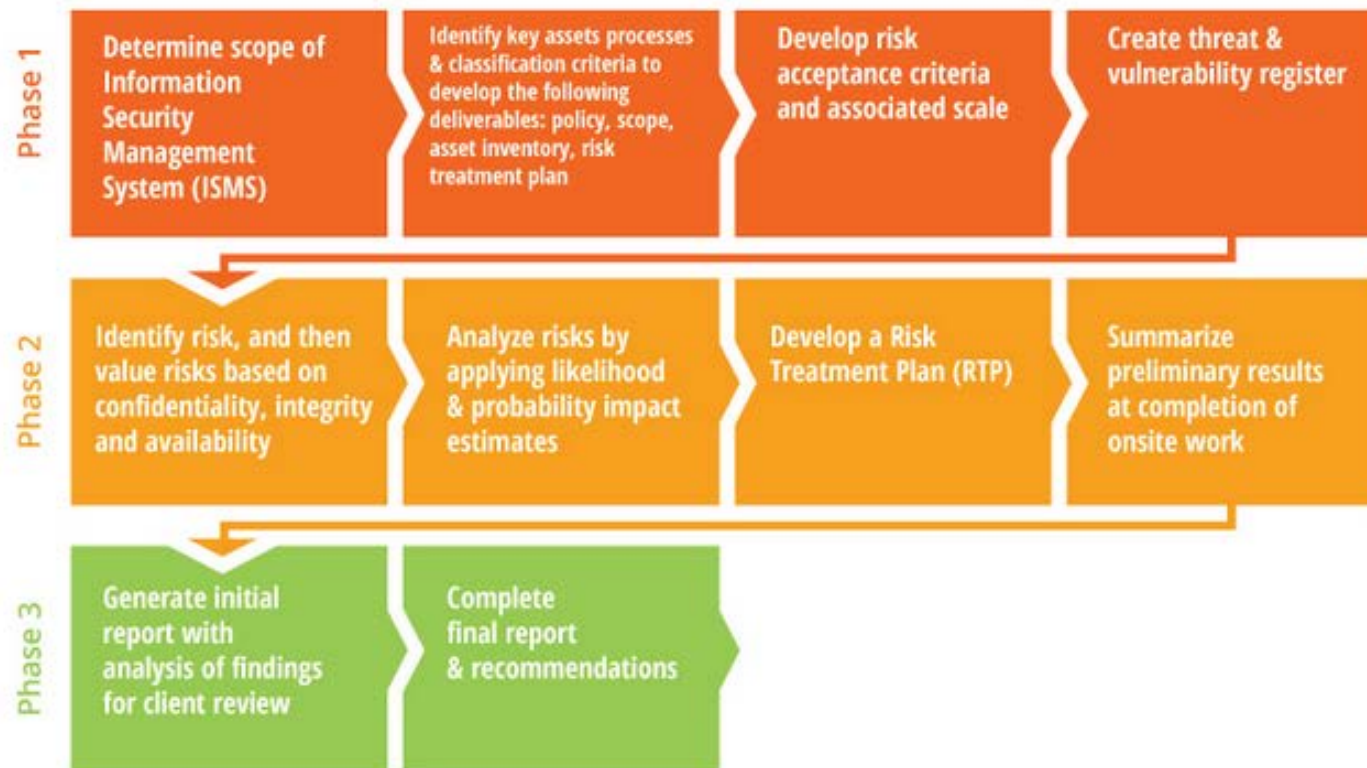 Phase 1
Determine scope of
Information
Security
Management
System (ISMS)
Identify key assets processes
& classification criteria to
develop the following
deliverables: policy, scope,
asset inventory, risk
treatment plan
Develop risk
acceptance criteria
and associated scale
Create threat &
vulnerability register
Phase 2
Identify risk, and then
value risks based on
confidentiality, integrity
and availability
Analyze risks by
applying likelihood
& probability impact
estimates
Develop a Risk
Treatment Plan (RTP)
Summarize
preliminary results
at completion of
onsite work
Phase 3
Generate initial
report with
analysis of findings
for client review
Complete
final report
& recommendations